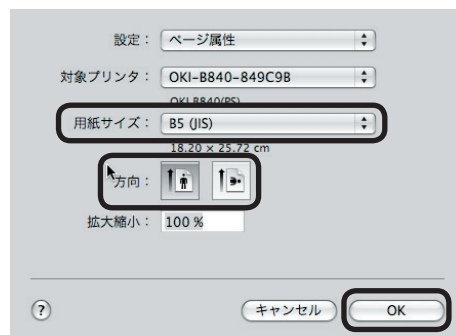 設定： ページ属性
対象プリンタ： OKI-B840-849C9B
OKI B840(PS)
用紙サイズ： B5 (JIS)
18.20 × 25.72 cm
方向：
拡大縮小： 100 %
? キャンセル OK